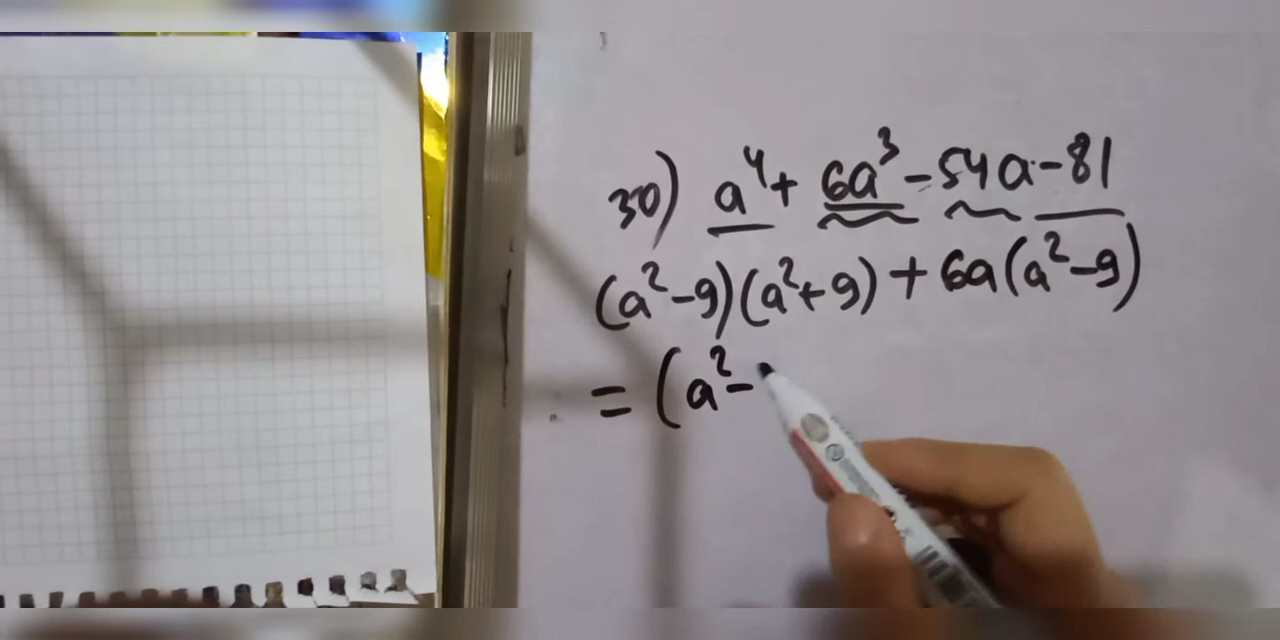 30) a⁴ + 6a³ - 54a - 81
(a² - 9)(a² + 9) + 6a(a² - 9)
= (a² -